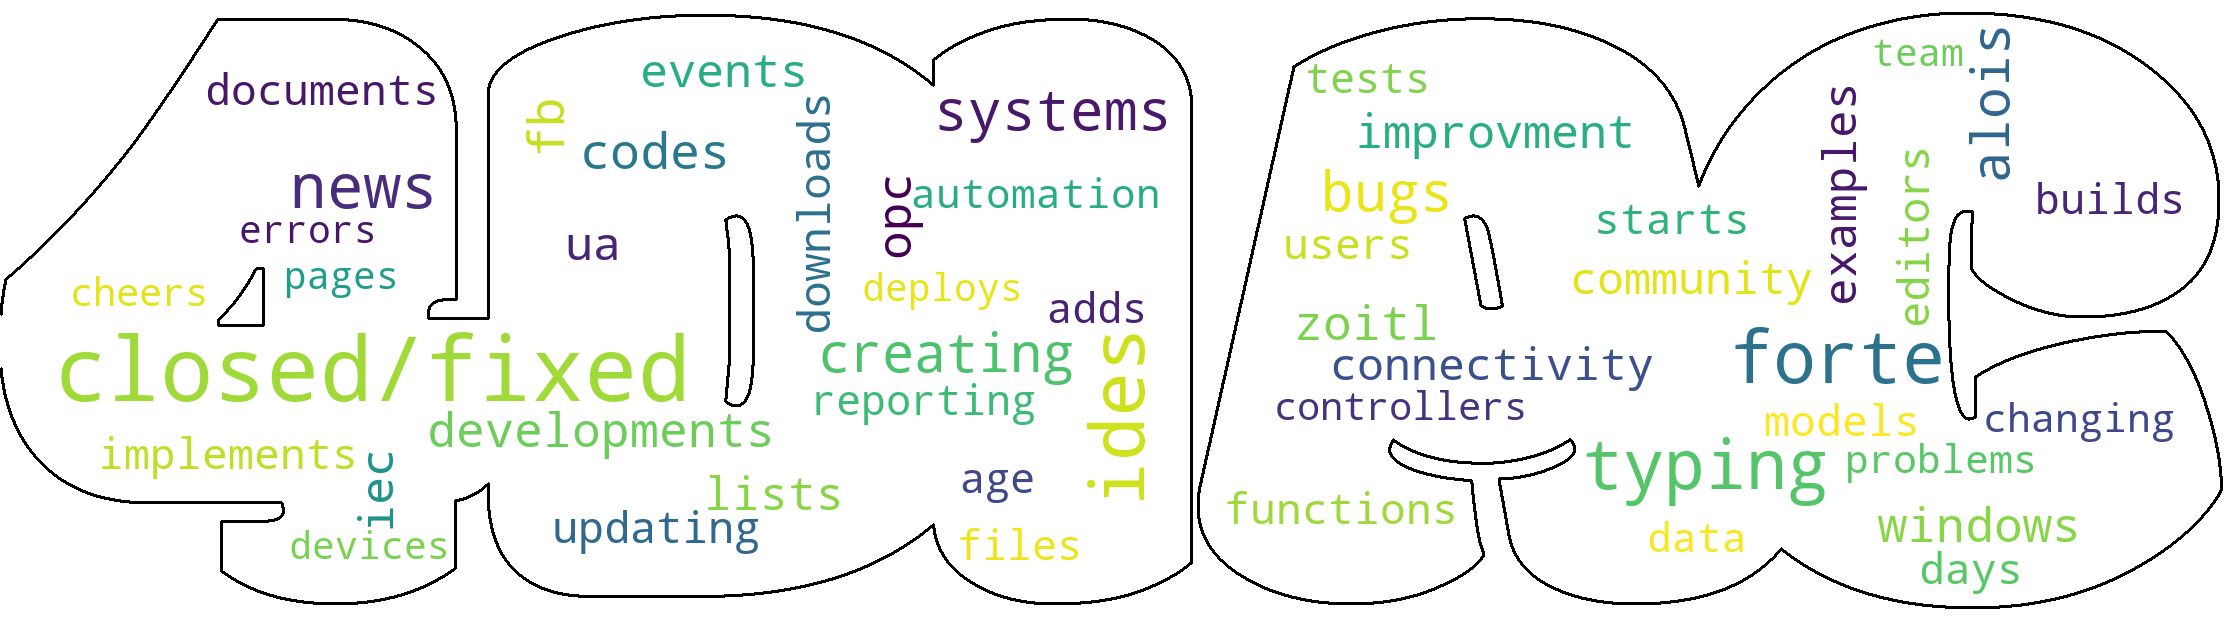 documents
news
errors
pages
cheers
closed/fixed
developments
implements
iec
devices
events
fb
codes
downloads
ua
systems
opc
automation
deploys
adds
creating
reporting
ides
lists
age
updating
files
tests
improvment
bugs
users
starts
community
zoitl
connectivity
controllers
functions
team
alois
examples
editors
builds
forte
models
changing
typing
problems
windows
data
days